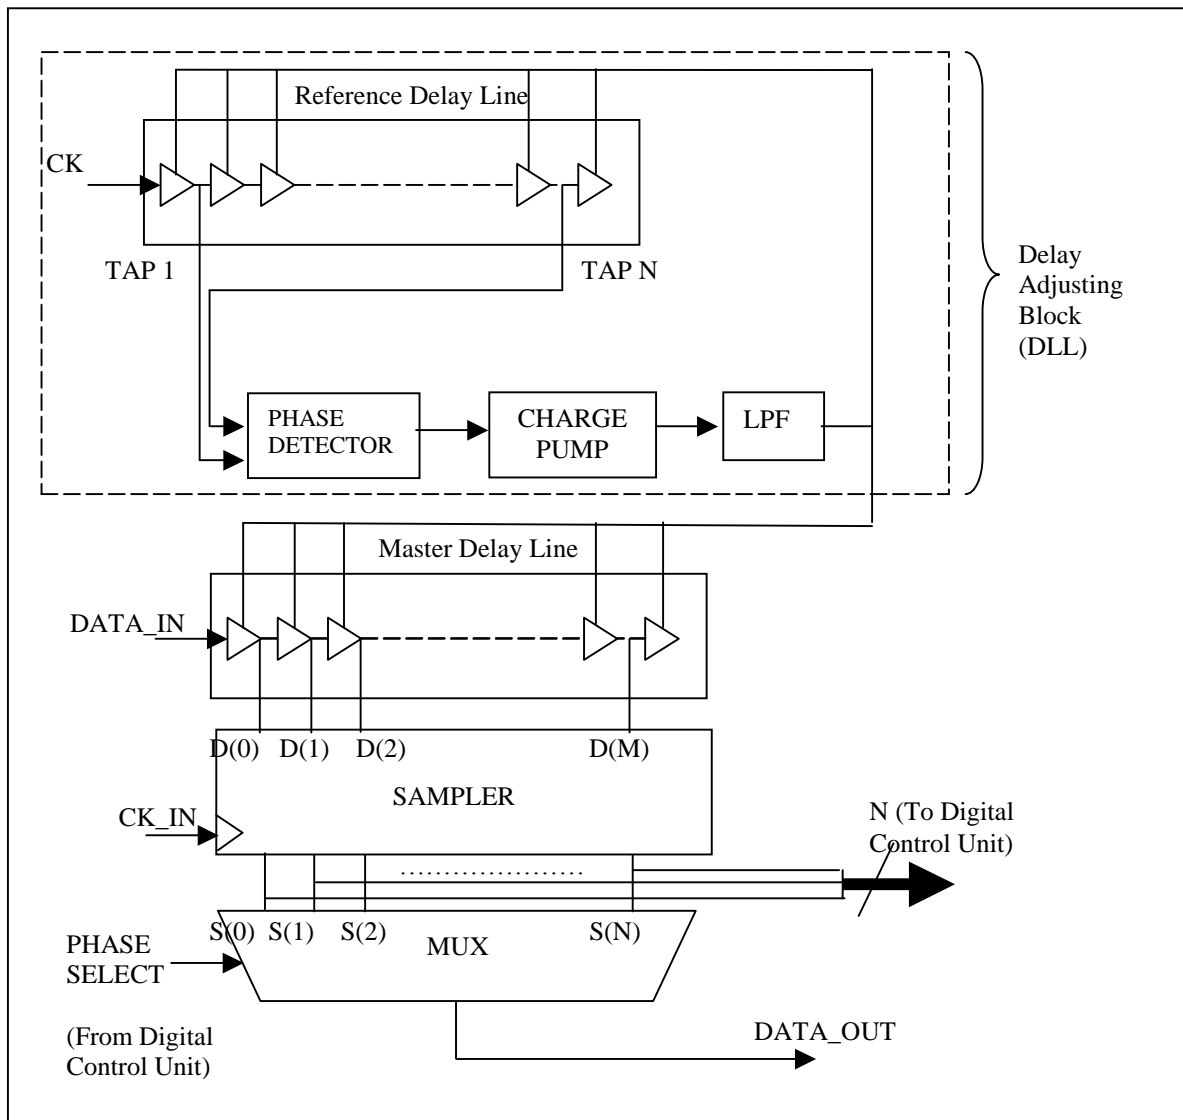 Reference Delay Line
CK
TAP 1
TAP N
Delay
Adjusting
Block
(DLL)
PHASE
DETECTOR
CHARGE
PUMP
LPF
Master Delay Line
DATA_IN
D(0)
D(1)
D(2)
D(M)
SAMPLER
CK_IN
N (To Digital
Control Unit)
S(0)
S(1)
S(2)
S(N)
MUX
PHASE
SELECT
(From Digital
Control Unit)
DATA_OUT